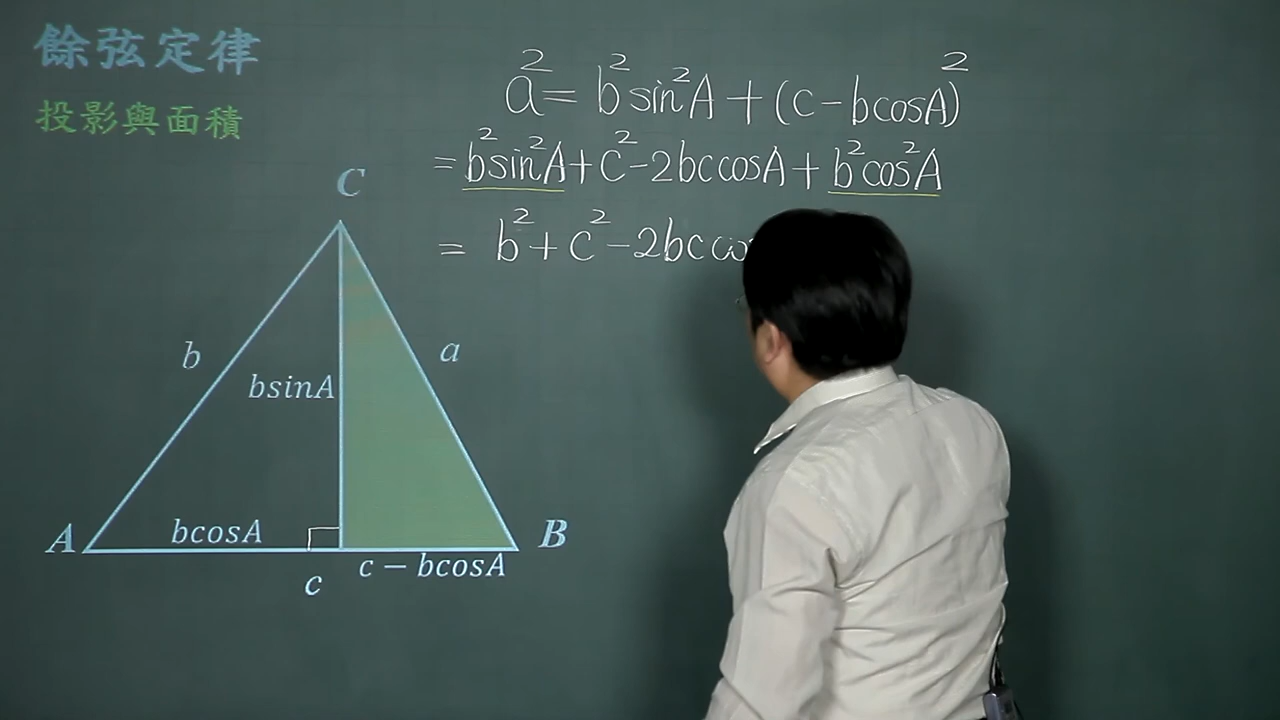 餘弦定律
投影與面積
a²= b²sin²A+(c-bcosA)²
=b²sin²A+c²-2bccosA+b²cos²A
= b²+c²-2bcco
C
b
a
bsinA
A
bcosA
B
c
c-bcosA